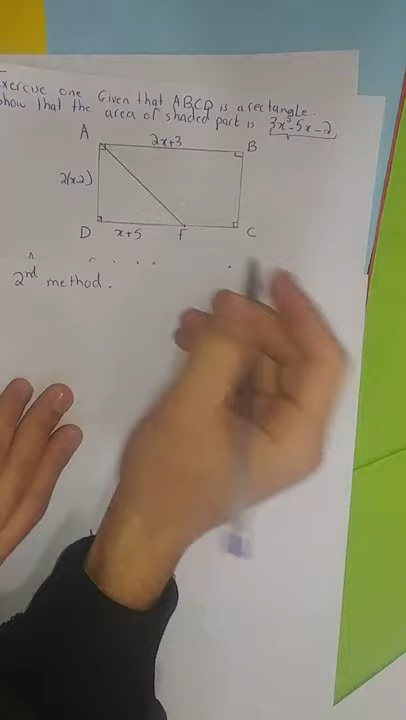 xercise one Given that ABCD is a rectangle.
how that the area of shaded part is 3x²-5x-2
A
2x+3
B
2(x-2)
D
x+5
F
C
2nd method.